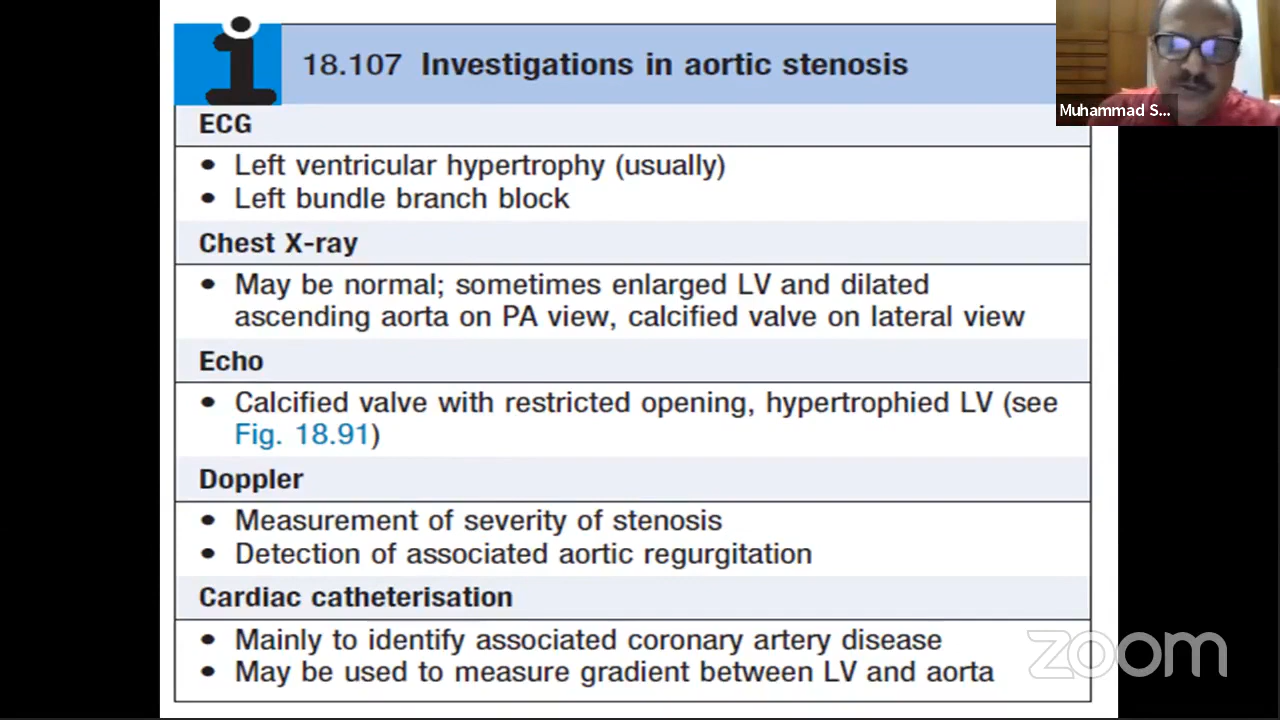 i 18.107 Investigations in aortic stenosis
Muhammad S...
ECG
• Left ventricular hypertrophy (usually)
• Left bundle branch block
Chest X-ray
• May be normal; sometimes enlarged LV and dilated
ascending aorta on PA view, calcified valve on lateral view
Echo
• Calcified valve with restricted opening, hypertrophied LV (see
Fig. 18.91)
Doppler
• Measurement of severity of stenosis
• Detection of associated aortic regurgitation
Cardiac catheterisation
• Mainly to identify associated coronary artery disease
• May be used to measure gradient between LV and aorta
zoom